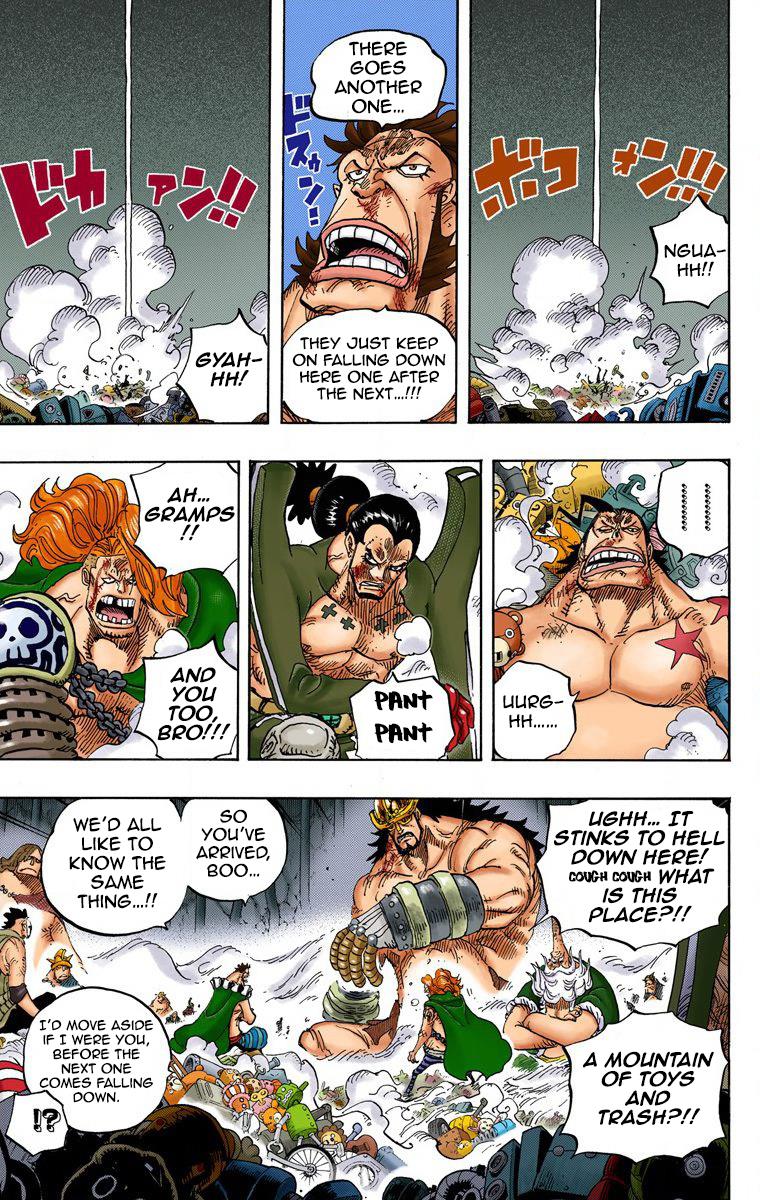 ボコ
オン!!!
NGUA-
HH!!
THERE
GOES
ANOTHER
ONE...
ドスゥン!
THEY JUST KEEP
ON FALLING DOWN
HERE ONE AFTER
THE NEXT...!!!
ドカ
ァン!!
GYAH-
HH!
UURG-
HH......
PANT
PANT
AH...
GRAMPS
!!
AND
YOU
TOO,
BRO!!!
UGHH... IT
STINKS TO HELL
DOWN HERE!
COUGH COUGH WHAT
IS THIS
PLACE?!!
A MOUNTAIN
OF TOYS
AND
TRASH?!!
SO
YOU'VE
ARRIVED,
BOO...
WE'D ALL
LIKE TO
KNOW THE
SAME
THING...!!
I'D MOVE ASIDE
IF I WERE YOU,
BEFORE THE
NEXT ONE
COMES FALLING
DOWN.
!?